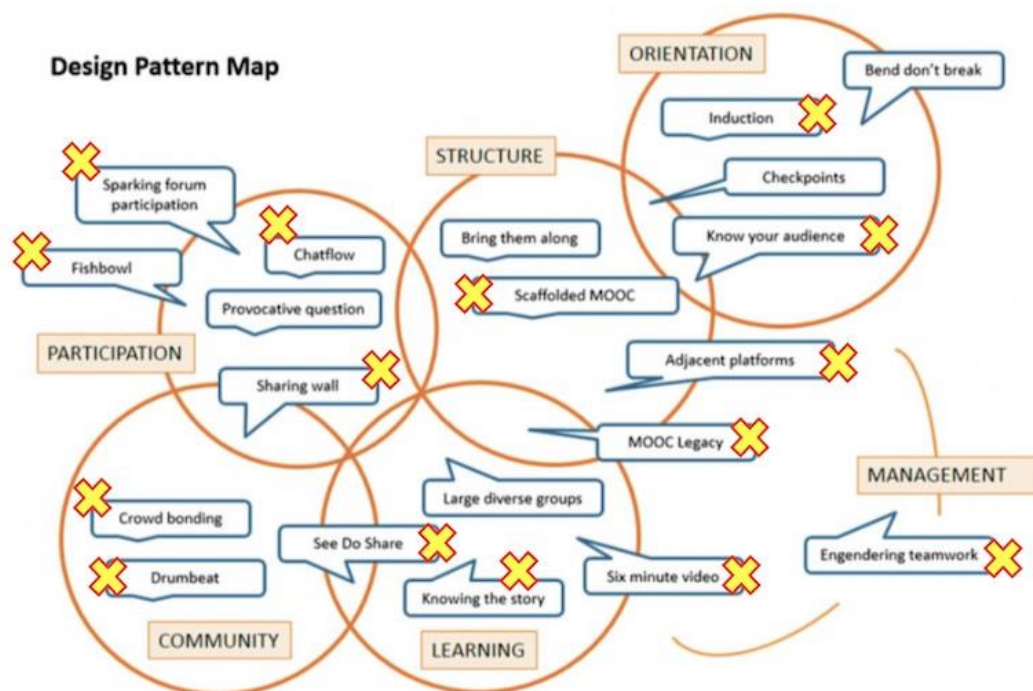 Design Pattern Map
ORIENTATION
Bend don't break
Induction
STRUCTURE
Checkpoints
Sparking forum
participation
Bring them along
Know your audience
Chatflow
Fishbowl
Scaffolded MOOC
Provocative question
PARTICIPATION
Adjacent platforms
Sharing wall
MOOC Legacy
MANAGEMENT
Large diverse groups
Crowd bonding
See Do Share
Engendering teamwork
Drumbeat
Six minute video
Knowing the story
COMMUNITY
LEARNING